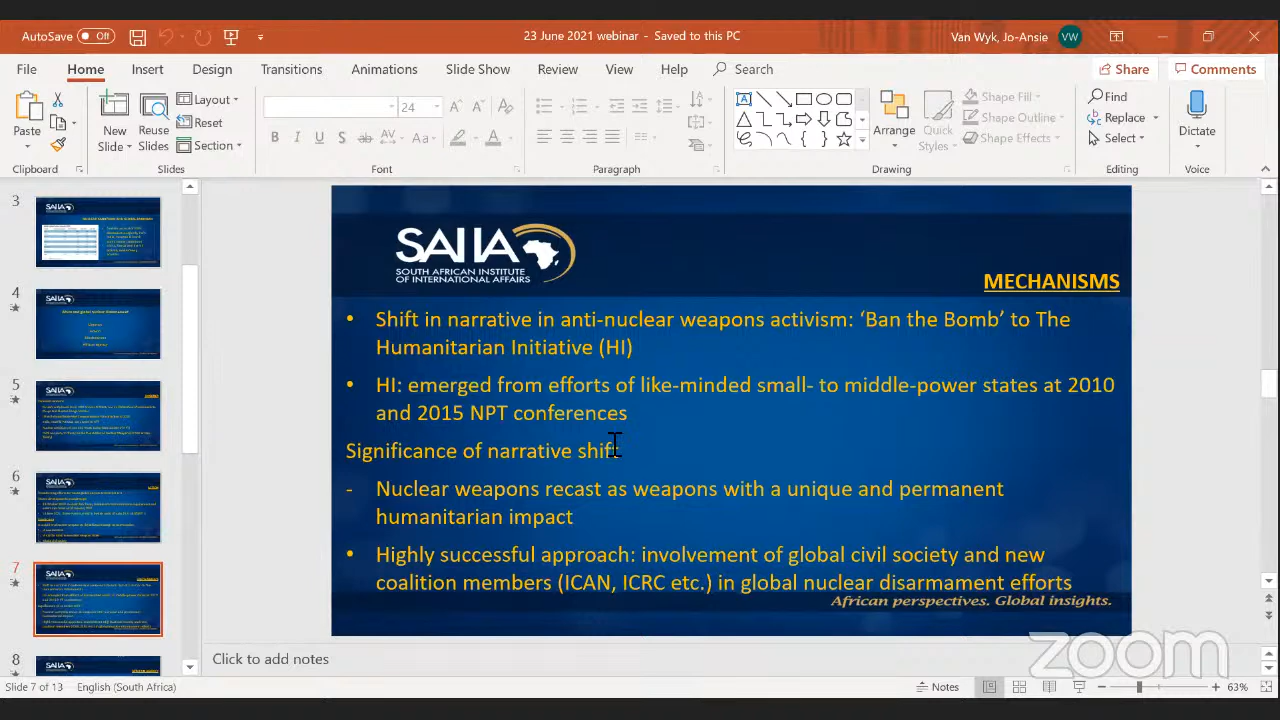 AutoSave Off
23 June 2021 webinar - Saved to this PC
Van Wyk, Jo-Ansie VW
File Home Insert Design Transitions Animations Slide Show Review View Help Search
Share Comments
Paste
New Slide
Reuse Slides
Layout
Reset
Section
24
Arrange
Quick Styles
Shape Fill
Shape Outline
Shape Effects
Find
Replace
Select
Dictate
Clipboard Slides Font Paragraph Drawing Editing Voice
3
4
5
6
7
8
SAIIA
SOUTH AFRICAN INSTITUTE
OF INTERNATIONAL AFFAIRS
MECHANISMS
• Shift in narrative in anti-nuclear weapons activism: ‘Ban the Bomb’ to The
Humanitarian Initiative (HI)
• HI: emerged from efforts of like-minded small- to middle-power states at 2010
and 2015 NPT conferences
Significance of narrative shift
- Nuclear weapons recast as weapons with a unique and permanent
humanitarian impact
• Highly successful approach: involvement of global civil society and new
coalition members (ICAN, ICRC etc.) in global nuclear disarmament efforts
African perspectives. Global insights.
Click to add notes
zoom
Slide 7 of 13 English (South Africa) Notes 63%